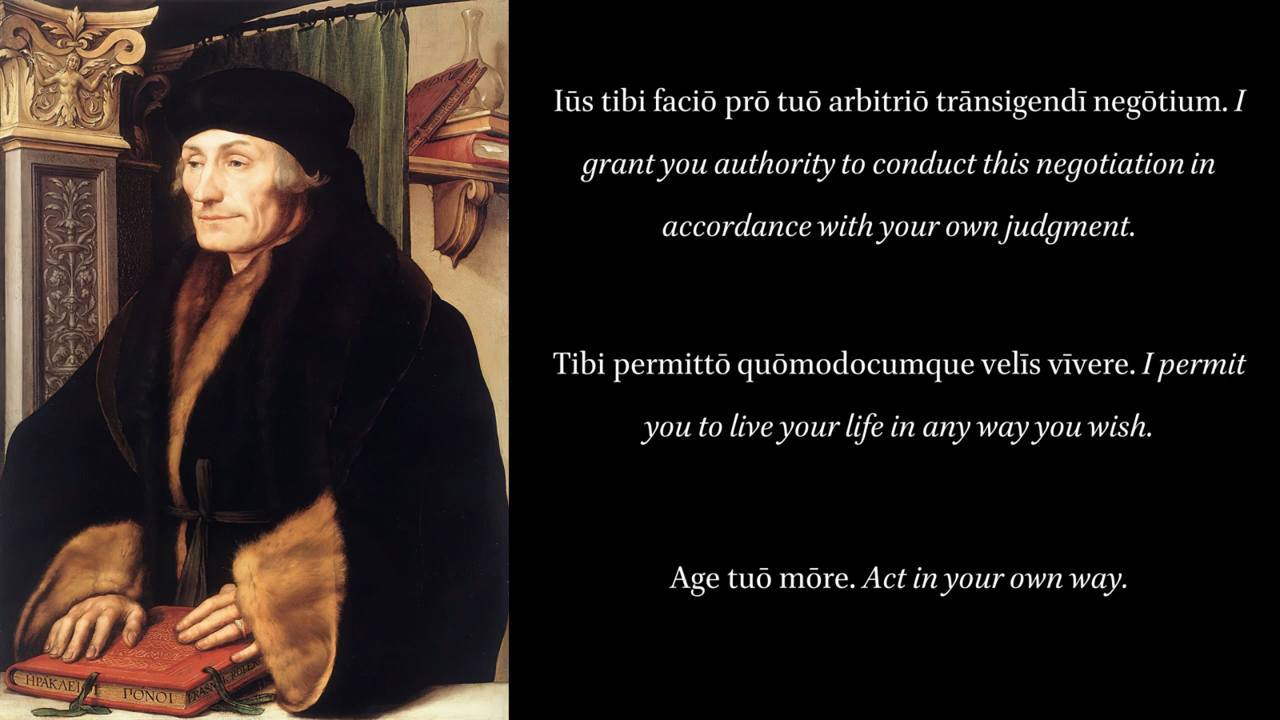 Iūs tibi faciō prō tuō arbitriō trānsigendī negōtium. I
grant you authority to conduct this negotiation in
accordance with your own judgment.
Tibi permittō quōmodocumque velīs vīvere. I permit
you to live your life in any way you wish.
Age tuō mōre. Act in your own way.
ΠΟΝΟΙ